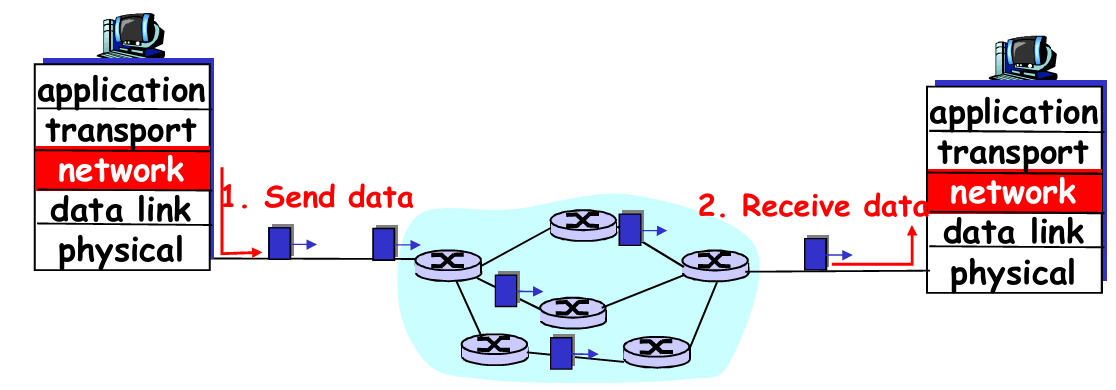 application
transport
network
data link
physical
1. Send data
2. Receive data
application
transport
network
data link
physical